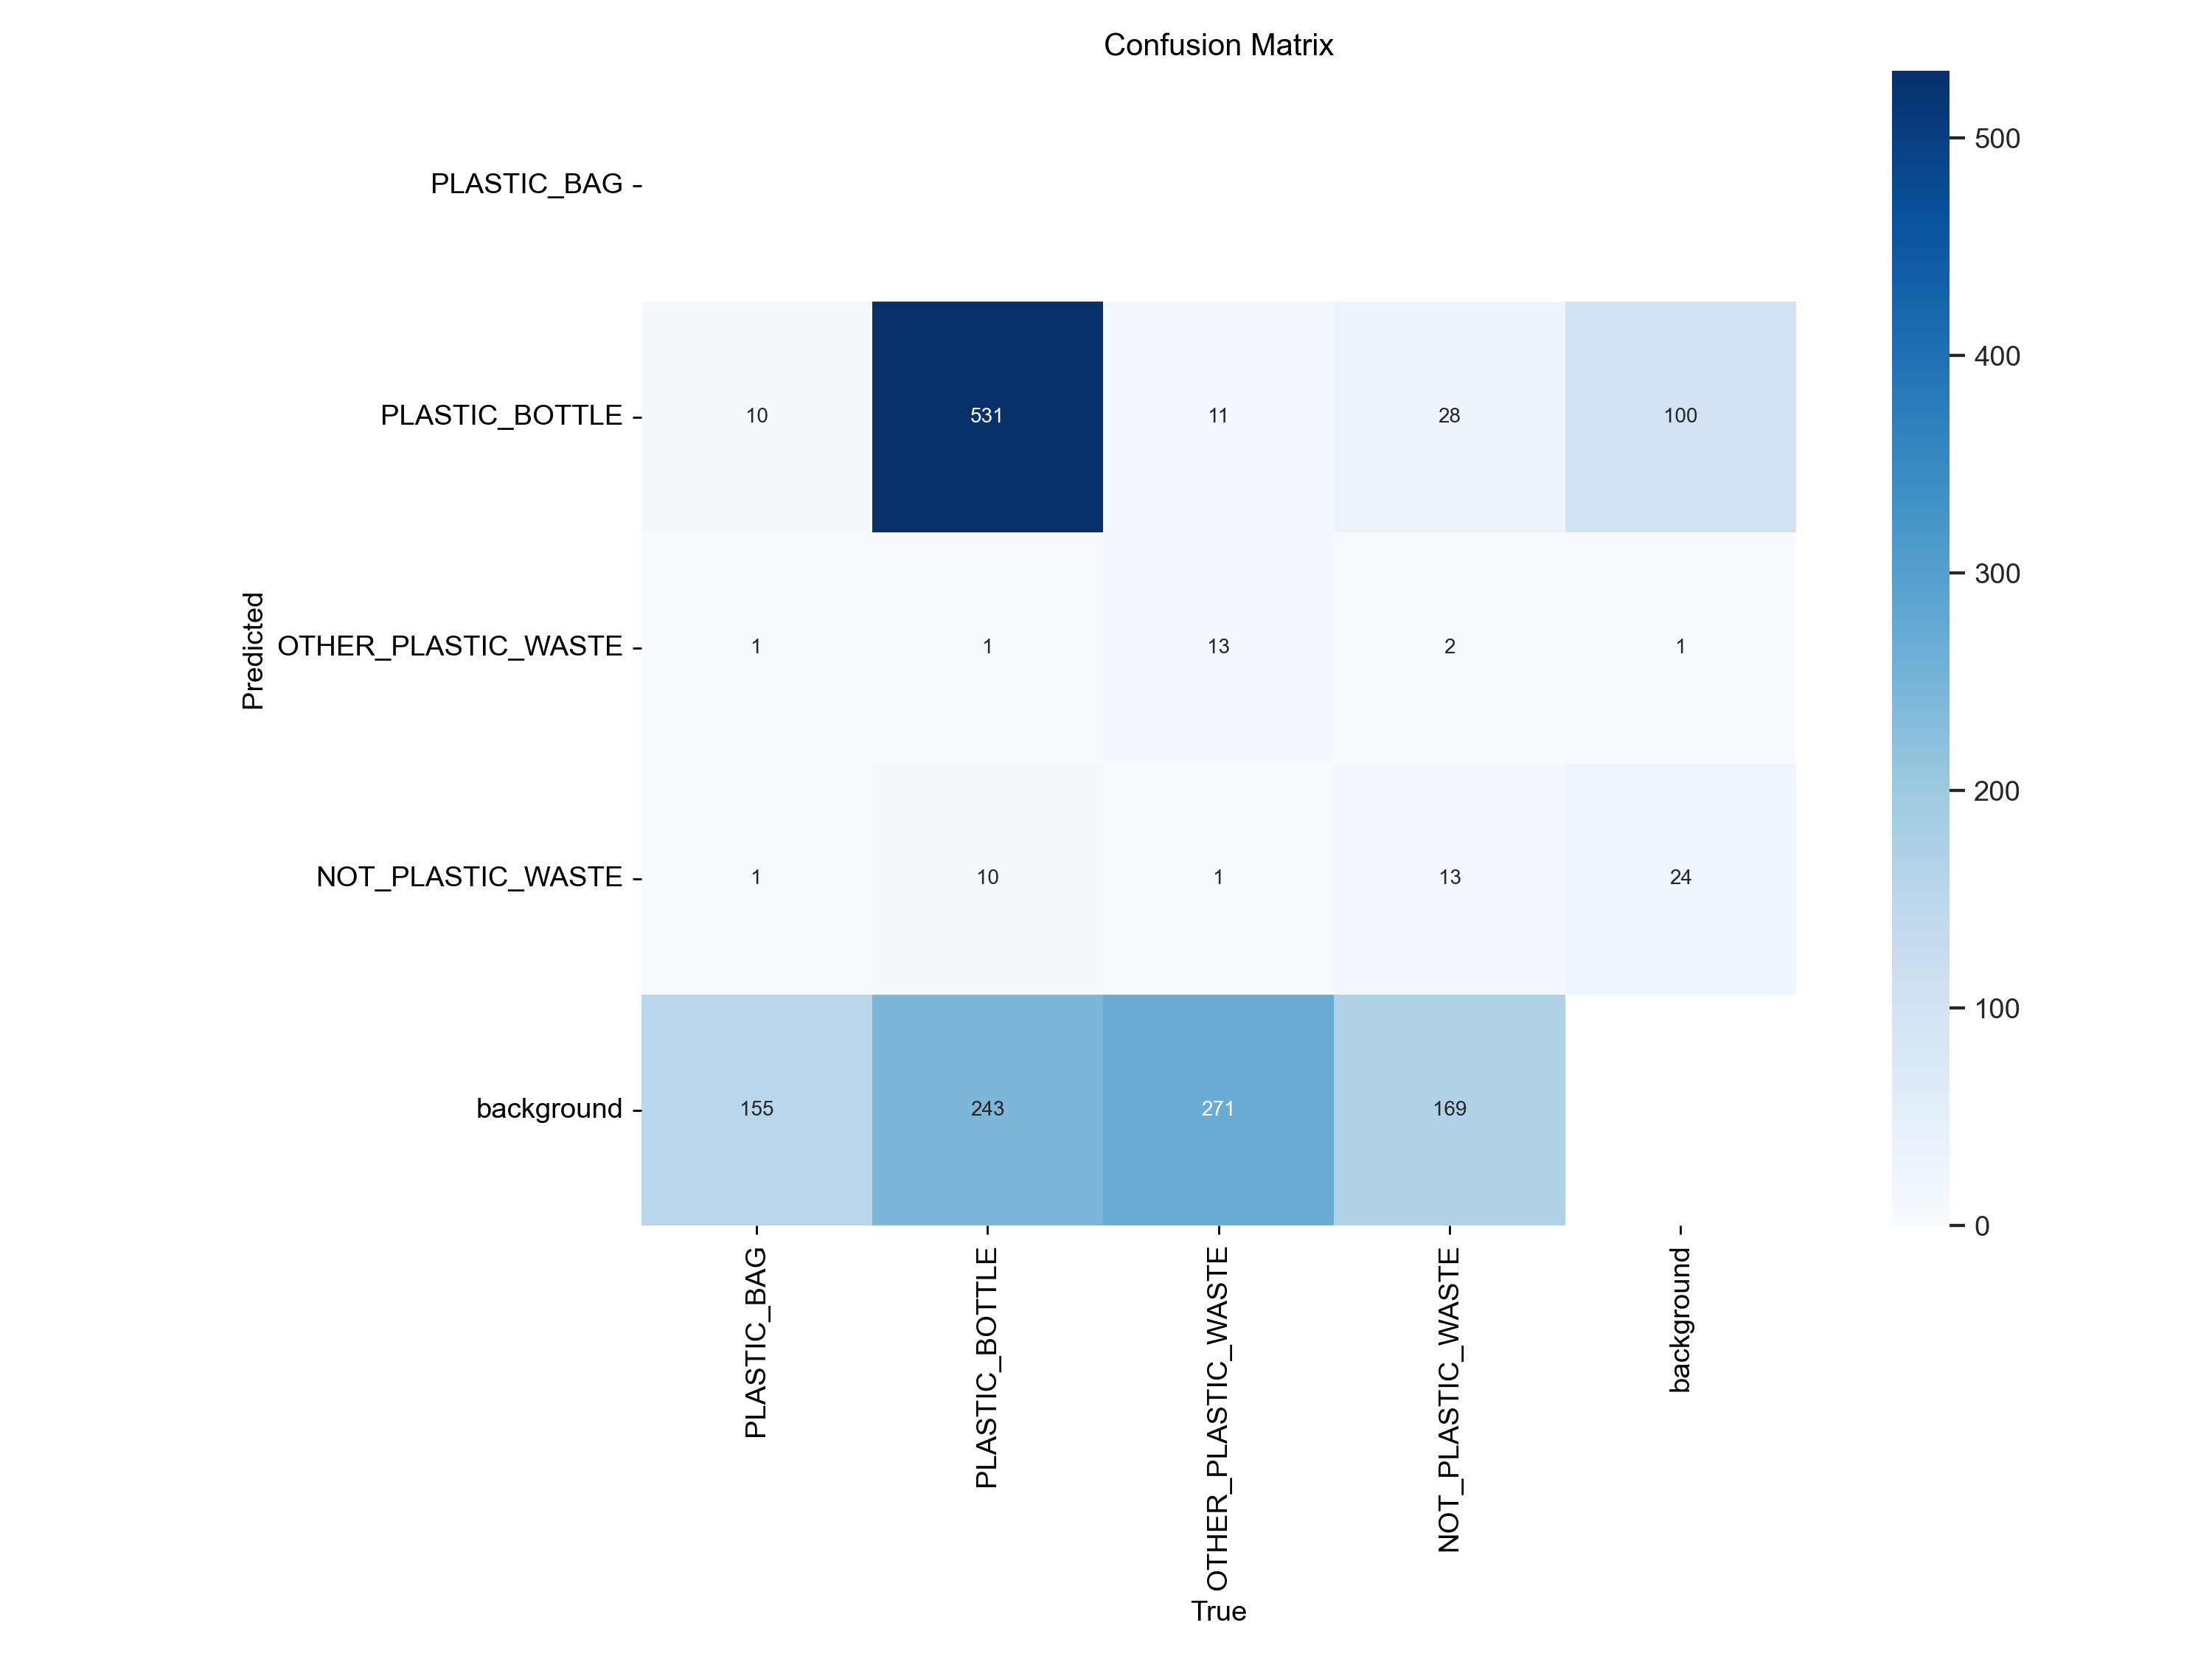 Confusion Matrix
500
PLASTIC_BAG
PLASTIC_BOTTLE
10 531 11 28 100
400
300
Predicted
OTHER_PLASTIC_WASTE
1 1 13 2 1
200
NOT_PLASTIC_WASTE
1 10 1 13 24
100
background
155 243 271 169
0
PLASTIC_BAG
PLASTIC_BOTTLE
OTHER_PLASTIC_WASTE
NOT_PLASTIC_WASTE
background
True